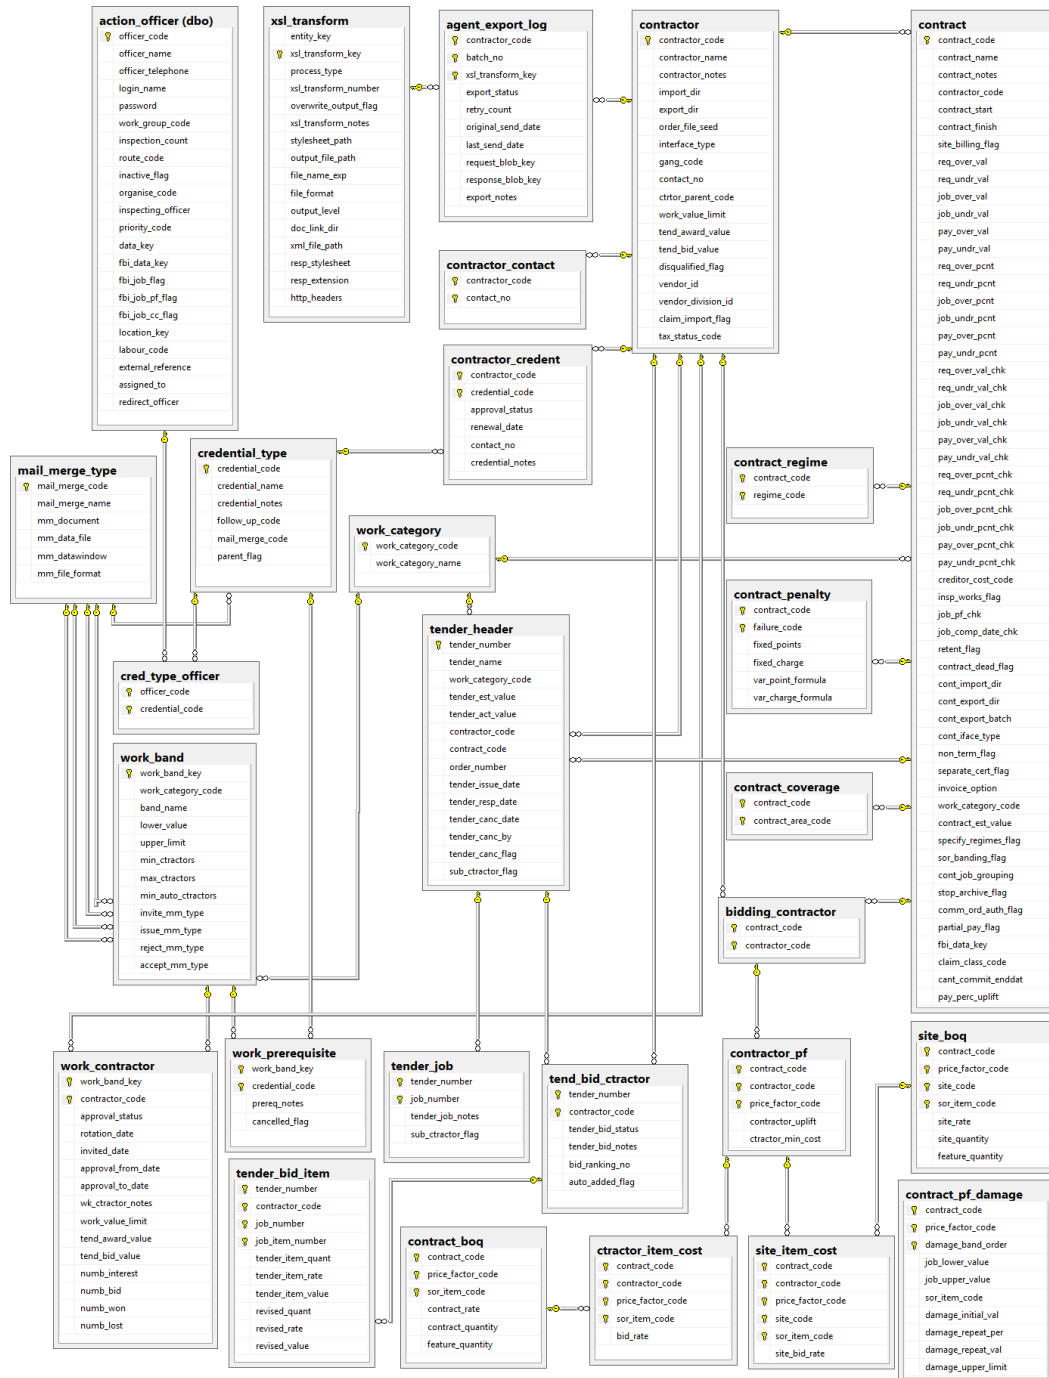 action_officer (dbo)
officer_code
officer_name
officer_telephone
login_name
password
work_group_code
inspection_count
route_code
inactive_flag
organise_code
inspecting_officer
priority_code
data_key
fbi_data_key
fbi_job_flag
fbi_job_pf_flag
fbi_job_cc_flag
location_key
labour_code
external_reference
assigned_to
redirect_officer
xsl_transform
entity_key
xsl_transform_key
process_type
xsl_transform_number
overwrite_output_flag
xsl_transform_notes
stylesheet_path
output_file_path
file_name_exp
file_format
output_level
doc_link_dir
xml_file_path
resp_stylesheet
resp_extension
http_headers
agent_export_log
contractor_code
batch_no
xsl_transform_key
export_status
retry_count
original_send_date
last_send_date
request_blob_key
response_blob_key
export_notes
contractor
contractor_code
contractor_name
contractor_notes
import_dir
export_dir
order_file_seed
interface_type
gang_code
contact_no
ctrtor_parent_code
work_value_limit
tend_award_value
tend_bid_value
disqualified_flag
vendor_id
vendor_division_id
claim_import_flag
tax_status_code
contract
contract_code
contract_name
contract_notes
contractor_code
contract_start
contract_finish
site_billing_flag
req_over_val
req_undr_val
job_over_val
job_undr_val
pay_over_val
pay_undr_val
req_over_pcnt
req_undr_pcnt
job_over_pcnt
job_undr_pcnt
pay_over_pcnt
pay_undr_pcnt
req_over_val_chk
req_undr_val_chk
job_over_val_chk
job_undr_val_chk
pay_over_val_chk
pay_undr_val_chk
req_over_pcnt_chk
req_undr_pcnt_chk
job_over_pcnt_chk
job_undr_pcnt_chk
pay_over_pcnt_chk
pay_undr_pcnt_chk
creditor_cost_code
insp_works_flag
job_pf_chk
job_comp_date_chk
retent_flag
contract_dead_flag
cont_import_dir
cont_export_dir
cont_export_batch
cont_iface_type
non_term_flag
separate_cert_flag
invoice_option
work_category_code
contract_est_value
specify_regimes_flag
sor_banding_flag
cont_job_grouping
stop_archive_flag
comm_ord_auth_flag
partial_pay_flag
fbi_data_key
claim_class_code
cant_commit_enddat
pay_perc_uplift
contractor_contact
contractor_code
contact_no
contractor_credent
contractor_code
credential_code
approval_status
renewal_date
contact_no
credential_notes
mail_merge_type
mail_merge_code
mail_merge_name
mm_document
mm_data_file
mm_datawindow
mm_file_format
credential_type
credential_code
credential_name
credential_notes
follow_up_code
mail_merge_code
parent_flag
work_category
work_category_code
work_category_name
contract_regime
contract_code
regime_code
contract_penalty
contract_code
failure_code
fixed_points
fixed_charge
var_point_formula
var_charge_formula
tender_header
tender_number
tender_name
work_category_code
tender_est_value
tender_act_value
contractor_code
contract_code
order_number
tender_issue_date
tender_resp_date
tender_canc_date
tender_canc_by
tender_canc_flag
sub_ctractor_flag
cred_type_officer
officer_code
credential_code
work_band
work_band_key
work_category_code
band_name
lower_value
upper_limit
min_ctractors
max_ctractors
min_auto_ctractors
invite_mm_type
issue_mm_type
reject_mm_type
accept_mm_type
contract_coverage
contract_code
contract_area_code
bidding_contractor
contract_code
contractor_code
work_contractor
work_band_key
contractor_code
approval_status
rotation_date
invited_date
approval_from_date
approval_to_date
wk_ctractor_notes
work_value_limit
tend_award_value
tend_bid_value
numb_interest
numb_bid
numb_won
numb_lost
work_prerequisite
work_band_key
credential_code
prereq_notes
cancelled_flag
tender_job
tender_number
job_number
tender_job_notes
sub_ctractor_flag
tend_bid_ctractor
tender_number
contractor_code
tender_bid_status
tender_bid_notes
bid_ranking_no
auto_added_flag
contractor_pf
contract_code
contractor_code
price_factor_code
contractor_uplift
ctractor_min_cost
site_boq
contract_code
price_factor_code
site_code
sor_item_code
site_rate
site_quantity
feature_quantity
tender_bid_item
tender_number
contractor_code
job_number
job_item_number
tender_item_quant
tender_item_rate
tender_item_value
revised_quant
revised_rate
revised_value
contract_boq
contract_code
price_factor_code
sor_item_code
contract_rate
contract_quantity
feature_quantity
ctractor_item_cost
contract_code
contractor_code
price_factor_code
sor_item_code
bid_rate
site_item_cost
contract_code
contractor_code
price_factor_code
site_code
sor_item_code
site_bid_rate
contract_pf_damage
contract_code
price_factor_code
damage_band_order
job_lower_value
job_upper_value
sor_item_code
damage_initial_val
damage_repeat_per
damage_repeat_val
damage_upper_limit